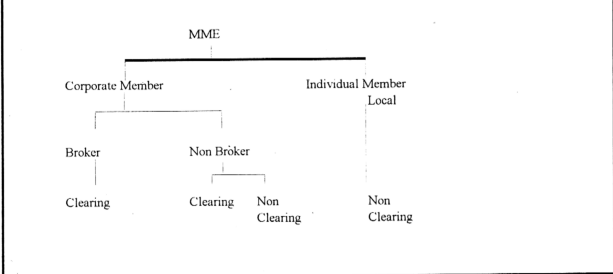 MME
Corporate Member
Individual Member
Local
Broker
Non Broker
Clearing
Clearing
Non
Clearing
Non
Clearing